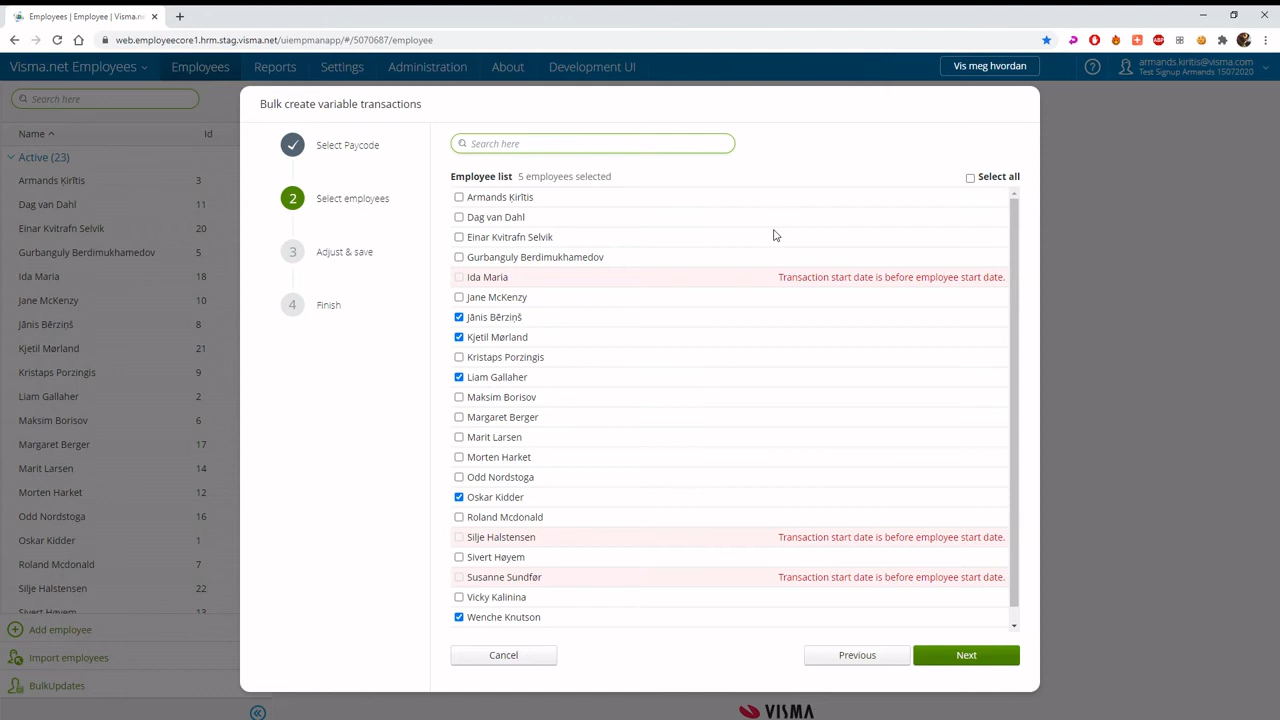 Employees | Employee | Visma.n
web.employeecore1.hrm.stag.visma.net/uiempmanapp/#/5070687/employee
Visma.net Employees
Employees
Reports
Settings
Administration
About
Development UI
Vis meg hvordan
armands.kiritis@visma.com
Test Signup Armands 15072020
Search here
Name
Id
Active (23)
Armands Ķirītis 3
Dag van Dahl 11
Einar Kvitrafn Selvik 20
Gurbanguly Berdimukhamedov 5
Ida Maria 18
Jane McKenzy 10
Jānis Bērziņš 8
Kjetil Mørland 21
Kristaps Porzingis 9
Liam Gallaher 2
Maksim Borisov 6
Margaret Berger 17
Marit Larsen 14
Morten Harket 12
Odd Nordstoga 16
Oskar Kidder 1
Roland Mcdonald 7
Silje Halstensen 22
Sivert Høyem 13
Add employee
Import employees
BulkUpdates
Bulk create variable transactions
Select Paycode
2 Select employees
3 Adjust & save
4 Finish
Search here
Employee list 5 employees selected
Select all
Armands Ķirītis
Dag van Dahl
Einar Kvitrafn Selvik
Gurbanguly Berdimukhamedov
Ida Maria Transaction start date is before employee start date.
Jane McKenzy
Jānis Bērziņš
Kjetil Mørland
Kristaps Porzingis
Liam Gallaher
Maksim Borisov
Margaret Berger
Marit Larsen
Morten Harket
Odd Nordstoga
Oskar Kidder
Roland Mcdonald
Silje Halstensen Transaction start date is before employee start date.
Sivert Høyem
Susanne Sundfør Transaction start date is before employee start date.
Vicky Kalinina
Wenche Knutson
Cancel
Previous
Next
VISMA